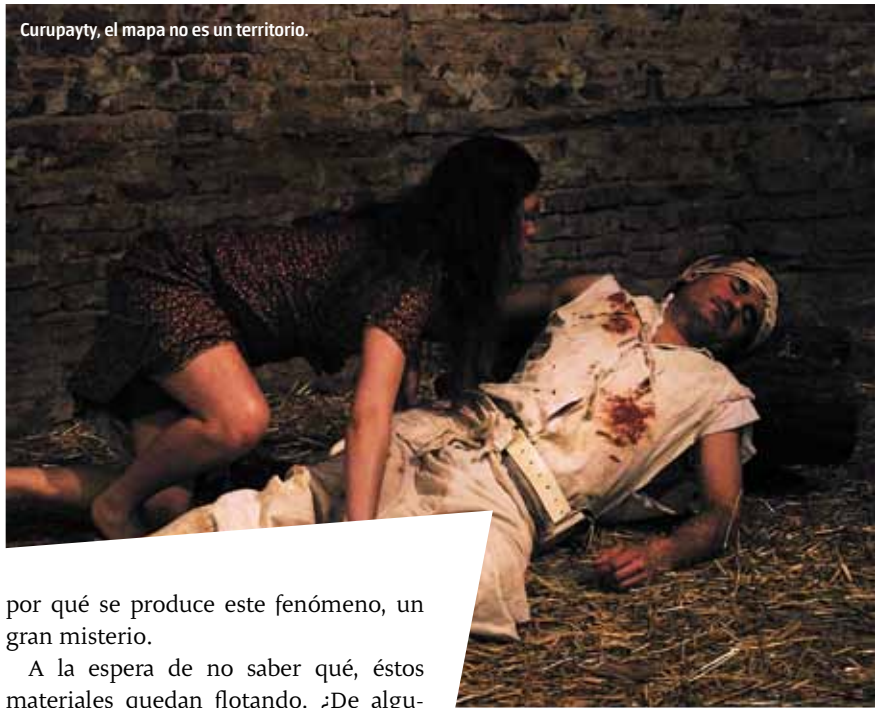 Curupayty, el mapa no es un territorio.
por qué se produce este fenómeno, un
gran misterio.
A la espera de no saber qué, éstos
materiales quedan flotando. ¿De algu-